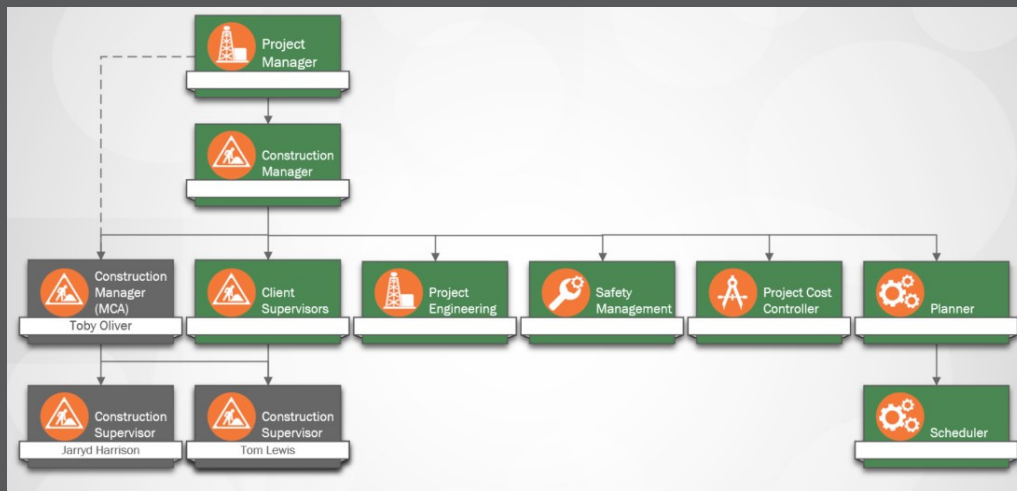 Project
Manager
Construction
Manager
Construction
Manager
(MCA)
Toby Oliver
Client
Supervisors
Project
Engineering
Safety
Management
Project Cost
Controller
Planner
Construction
Supervisor
Jarryd Harrison
Construction
Supervisor
Tom Lewis
Scheduler